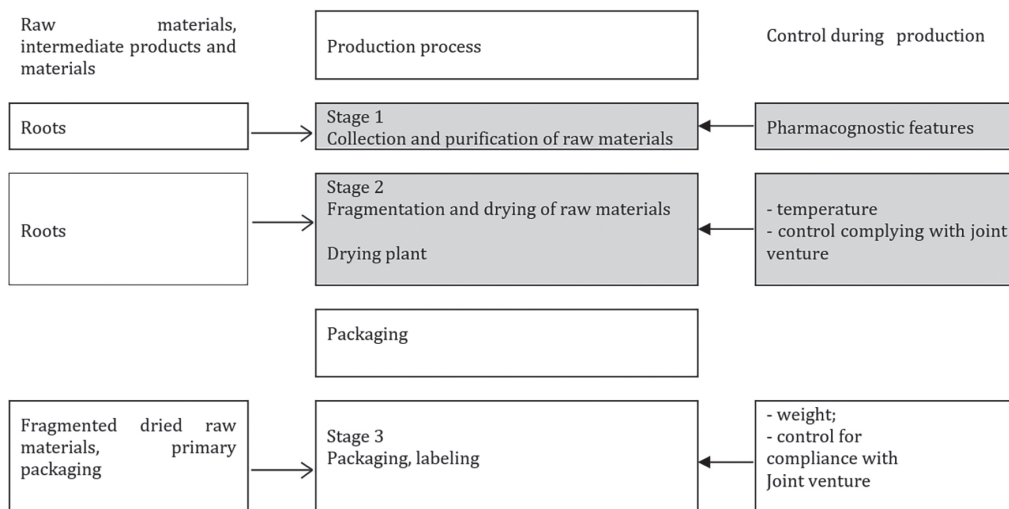 Raw materials,
intermediate products and
materials
Production process
Control during production
Roots
Stage 1
Collection and purification of raw materials
Pharmacognostic features
Roots
Stage 2
Fragmentation and drying of raw materials
Drying plant
- temperature
- control complying with joint
venture
Packaging
Fragmented dried raw
materials, primary
packaging
Stage 3
Packaging, labeling
- weight;
- control for
compliance with
Joint venture